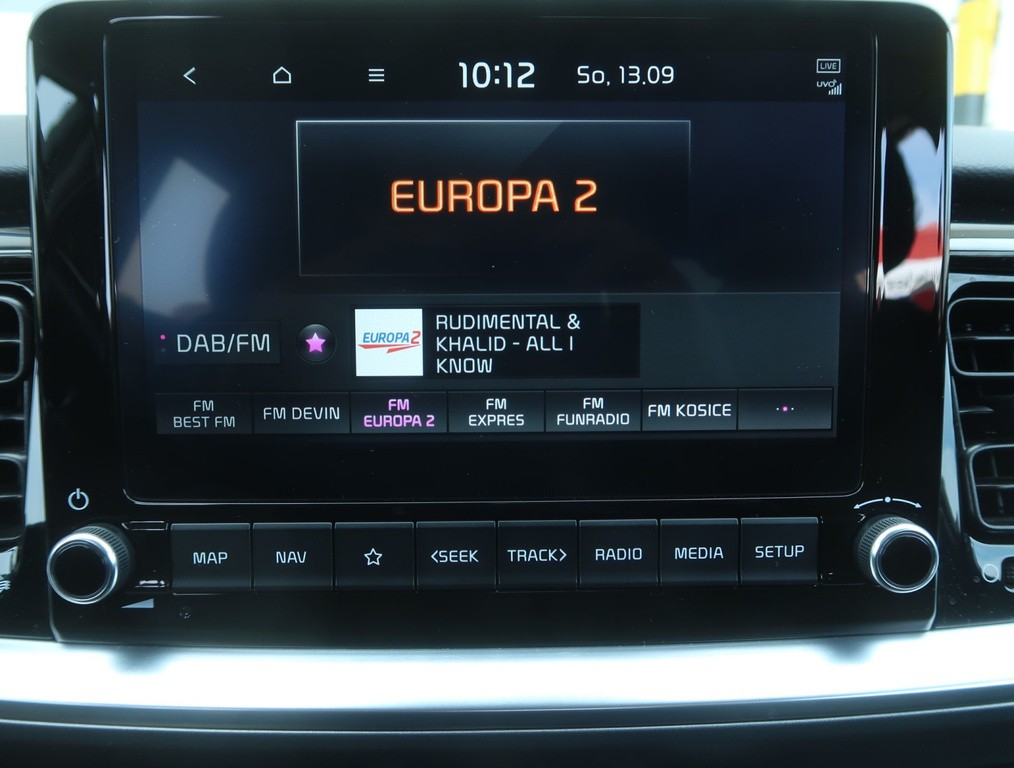 10:12 So, 13.09
LIVE
UVO
EUROPA 2
DAB/FM
EUROPA2
RUDIMENTAL &
KHALID - ALL I
KNOW
FM
BEST FM
FM DEVIN
FM
EUROPA 2
FM
EXPRES
FM
FUNRADIO
FM KOSICE
MAP
NAV
<SEEK
TRACK>
RADIO
MEDIA
SETUP